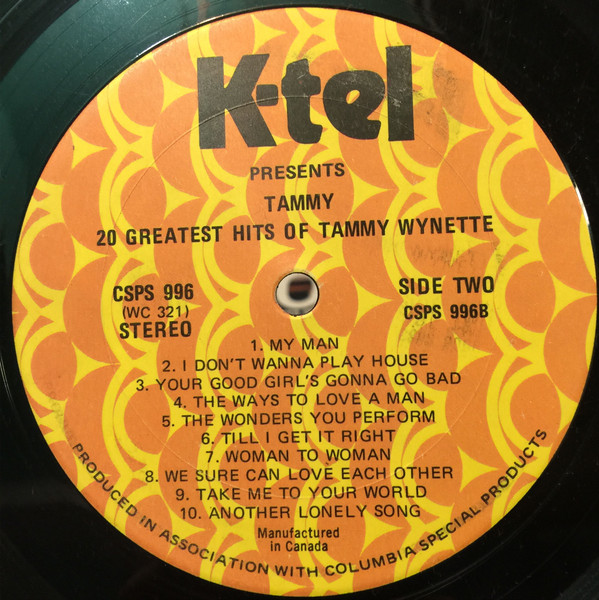 K-tel
PRESENTS
TAMMY
20 GREATEST HITS OF TAMMY WYNETTE
CSPS 996
(WC 321)
STEREO
SIDE TWO
CSPS 996B
1. MY MAN
2. I DON'T WANNA PLAY HOUSE
3. YOUR GOOD GIRL'S GONNA GO BAD
4. THE WAYS TO LOVE A MAN
5. THE WONDERS YOU PERFORM
6. TILL I GET IT RIGHT
7. WOMAN TO WOMAN
8. WE SURE CAN LOVE EACH OTHER
9. TAKE ME TO YOUR WORLD
10. ANOTHER LONELY SONG
Manufactured
in Canada
PRODUCED IN ASSOCIATION WITH COLUMBIA SPECIAL PRODUCTS